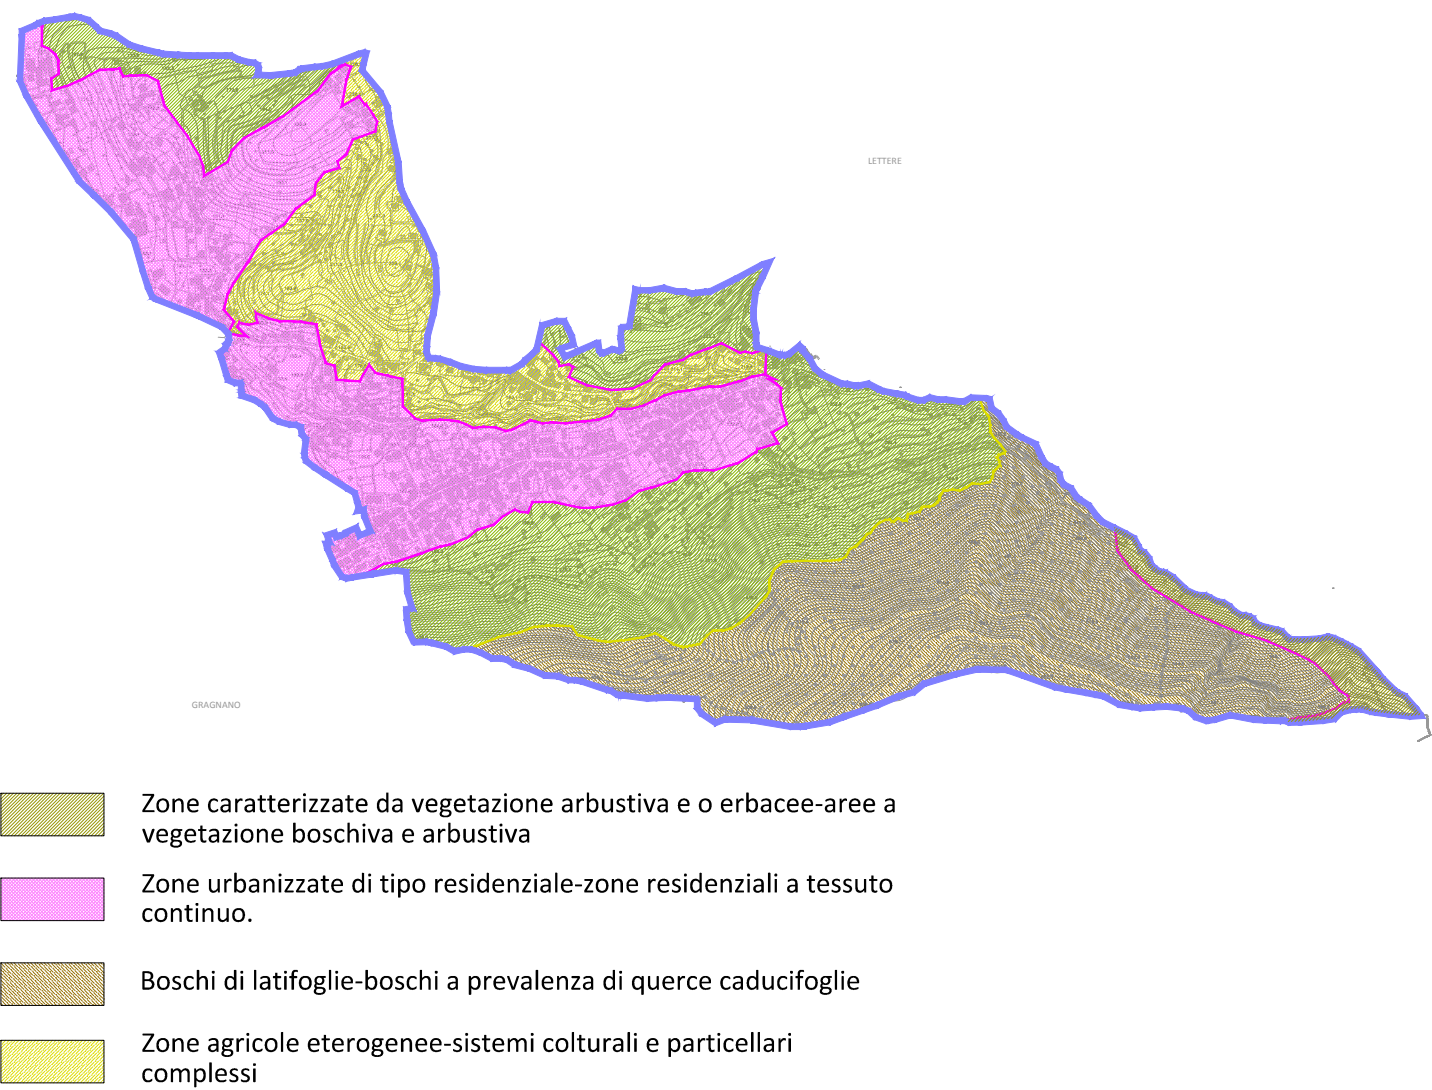 LETTERE
GRAGNANO
Zone caratterizzate da vegetazione arbustiva e o erbacee-aree a
vegetazione boschiva e arbustiva
Zone urbanizzate di tipo residenziale-zone residenziali a tessuto
continuo.
Boschi di latifoglie-boschi a prevalenza di querce caducifoglie
Zone agricole eterogenee-sistemi colturali e particellari
complessi